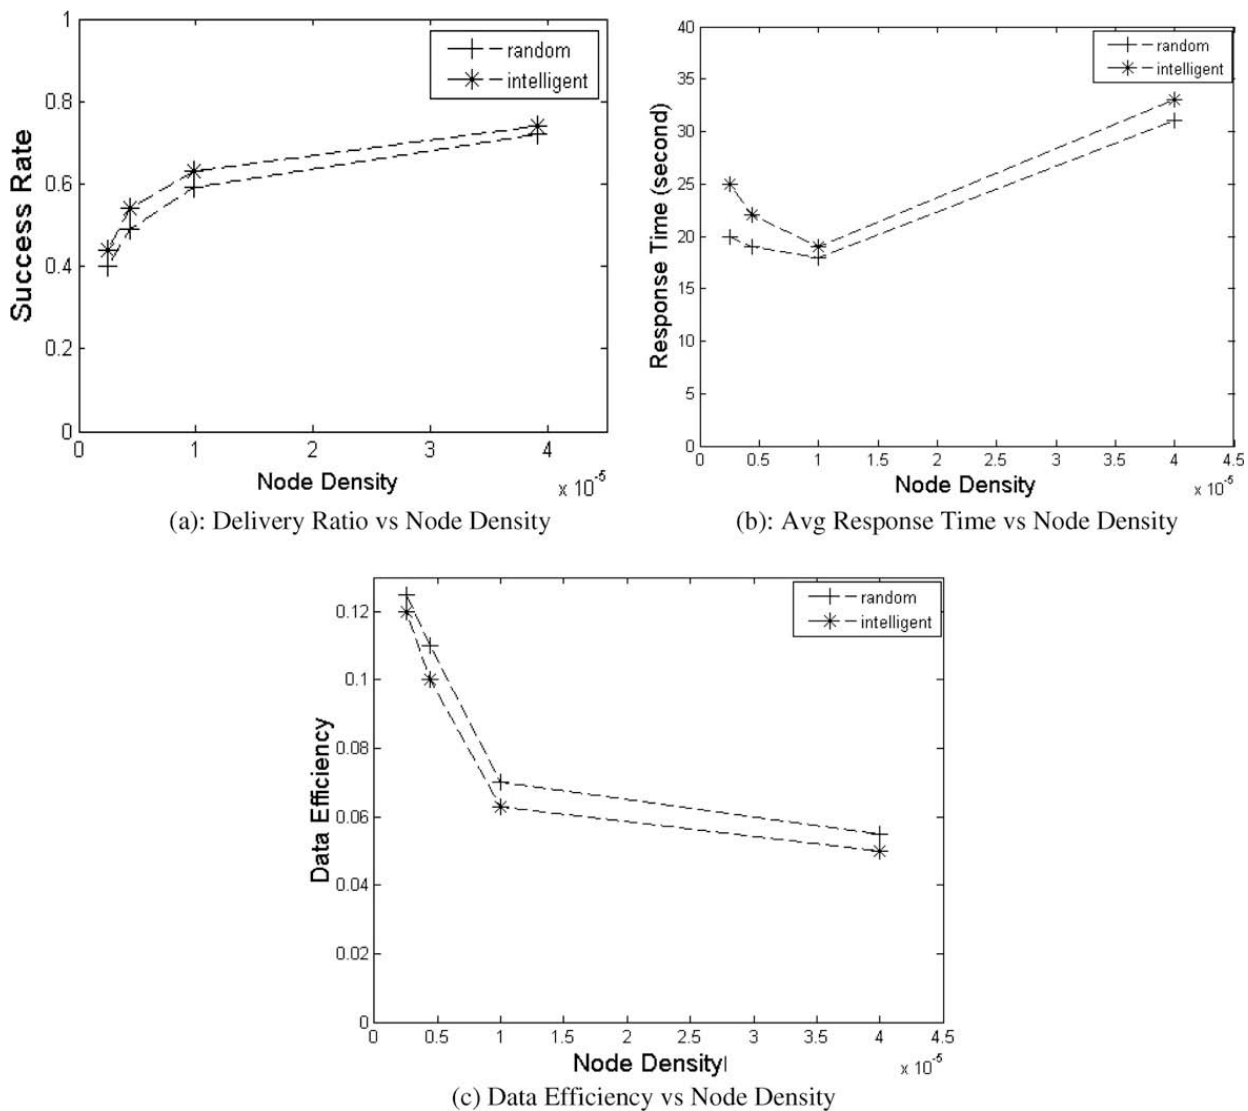 1
0.8
0.6
0.4
0.2
0
Success Rate
random
intelligent
0 1 2 3 4
Node Density
x 10^-5
(a): Delivery Ratio vs Node Density
40
35
30
25
20
15
10
5
0
Response Time (second)
random
intelligent
0 0.5 1 1.5 2 2.5 3 3.5 4 4.5
Node Density
x 10^-5
(b): Avg Response Time vs Node Density
0.12
0.1
0.08
0.06
0.04
0.02
0
Data Efficiency
random
intelligent
0 0.5 1 1.5 2 2.5 3 3.5 4 4.5
Node Density
x 10^-5
(c) Data Efficiency vs Node Density